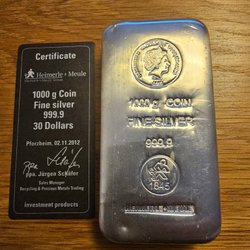 Certificate
Heimerle + Meule
1000 g Coin
Fine silver
999.9
30 Dollars
Pforzheim, 02.11.2012
ppa. Jürgen Schäfer
Sales Manager
Recycling & Precious Metals Trading
investment products
1000g COIN
FINE SILVER
999.9
1845